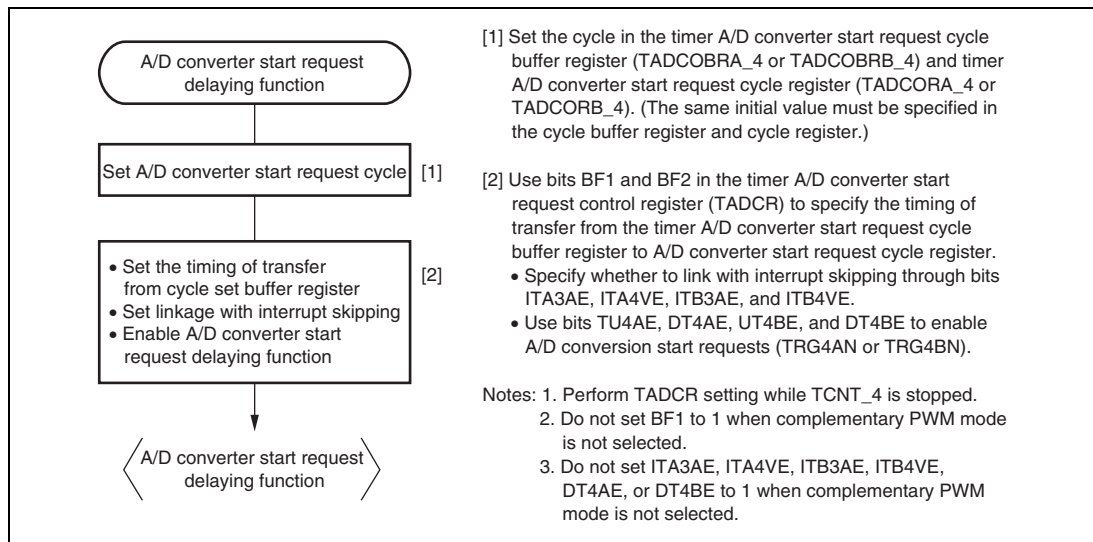 A/D converter start request
delaying function
Set A/D converter start request cycle
[1]
• Set the timing of transfer
from cycle set buffer register
• Set linkage with interrupt skipping
• Enable A/D converter start
request delaying function
[2]
A/D converter start request
delaying function
[1] Set the cycle in the timer A/D converter start request cycle
buffer register (TADCOBRA_4 or TADCOBRB_4) and timer
A/D converter start request cycle register (TADCORA_4 or
TADCORB_4). (The same initial value must be specified in
the cycle buffer register and cycle register.)
[2] Use bits BF1 and BF2 in the timer A/D converter start
request control register (TADCR) to specify the timing of
transfer from the timer A/D converter start request cycle
buffer register to A/D converter start request cycle register.
• Specify whether to link with interrupt skipping through bits
ITA3AE, ITA4VE, ITB3AE, and ITB4VE.
• Use bits TU4AE, DT4AE, UT4BE, and DT4BE to enable
A/D conversion start requests (TRG4AN or TRG4BN).
Notes: 1. Perform TADCR setting while TCNT_4 is stopped.
2. Do not set BF1 to 1 when complementary PWM mode
is not selected.
3. Do not set ITA3AE, ITA4VE, ITB3AE, ITB4VE,
DT4AE, or DT4BE to 1 when complementary PWM
mode is not selected.